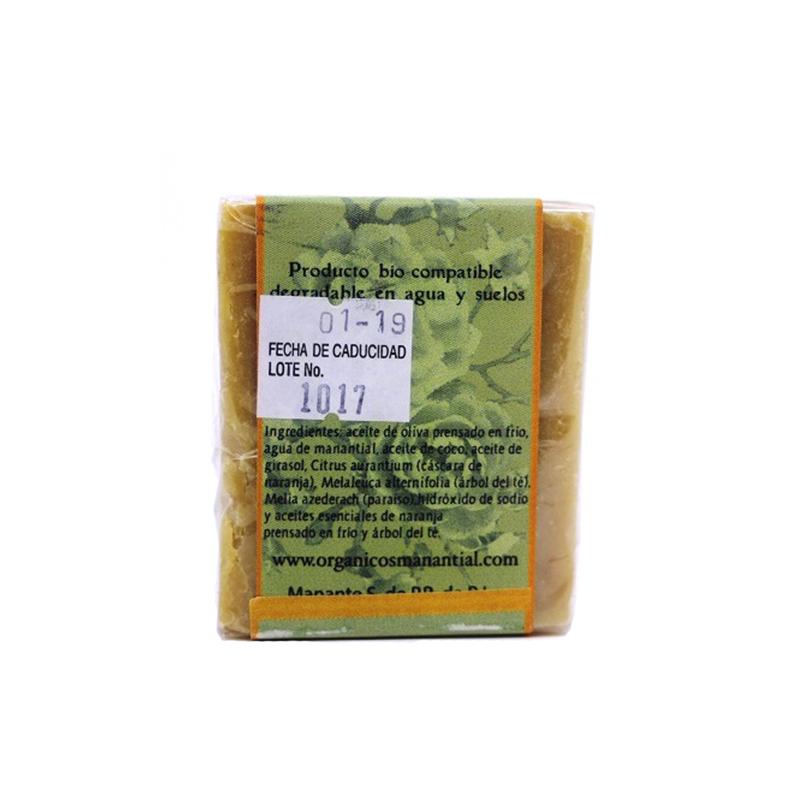 Producto bio-compatible
degradable en agua y suelos
01-19
FECHA DE CADUCIDAD
LOTE No.
1017
Ingredientes: aceite de oliva prensado en frío,
agua de manantial, aceite de coco, aceite de
girasol, Citrus aurantium (cáscara de
naranja), Melaleuca alternifolia (árbol del té),
Melia azederach (paraíso),hidróxido de sodio
y aceites esenciales de naranja
prensado en frío y árbol del té.
www.organicosmanantial.com